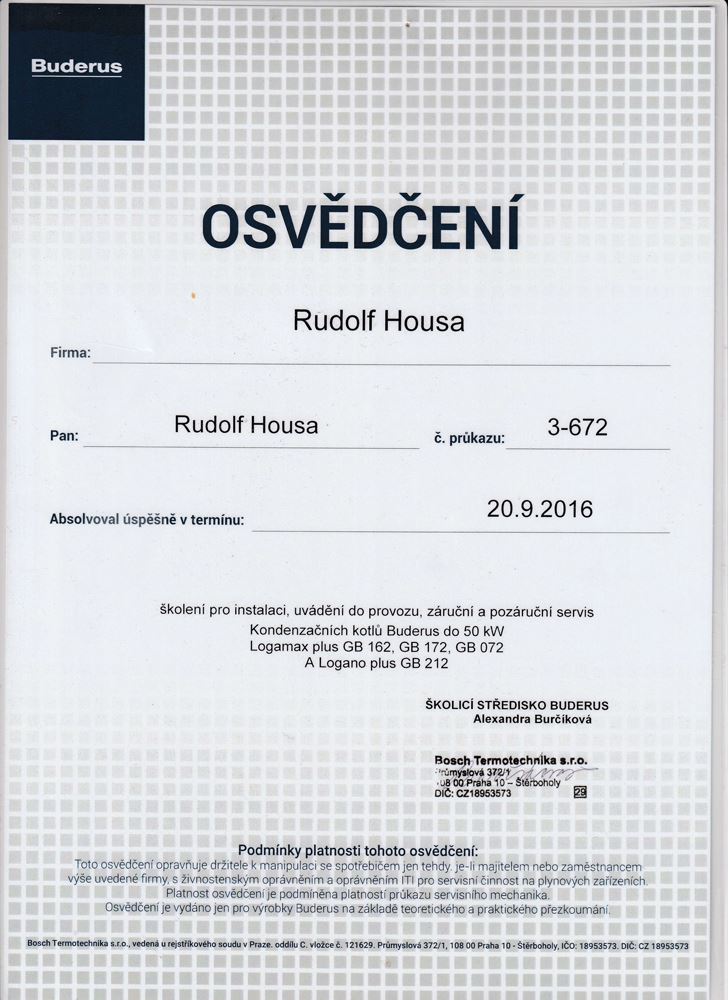 Buderus
OSVĚDČENÍ
Rudolf Housa
Firma:
Rudolf Housa
Pan:
č. průkazu:
3-672
20.9.2016
Absolvoval úspěšně v termínu:
školení pro instalaci, uvádění do provozu, záruční a pozáruční servis
Kondenzačních kotlů Buderus do 50 kW
Logamax plus GB 162, GB 172, GB 072
A Logano plus GB 212
ŠKOLICÍ STŘEDISKO BUDERUS
Alexandra Burčíková
Bosch Termotechnika s.r.o.
Průmyslová 372/1
108 00 Praha 10 – Štěrboholy
DIČ: CZ18953573
29
Podmínky platnosti tohoto osvědčení:
Toto osvědčení opravňuje držitele k manipulaci se spotřebičem jen tehdy, je-li majitelem nebo zaměstnancem
výše uvedené firmy, s živnostenským oprávněním a oprávněním ITI pro servisní činnost na plynových zařízeních.
Platnost osvědčení je podmíněna platností průkazu servisního mechanika.
Osvědčení je vydáno jen pro výrobky Buderus na základě teoretického a praktického přezkoumání.
Bosch Termotechnika s.r.o., vedená u rejstříkového soudu v Praze. oddílu C. vložce č. 121629. Průmyslová 372/1, 108 00 Praha 10 - Štěrboholy, IČO: 18953573. DIČ: CZ 18953573